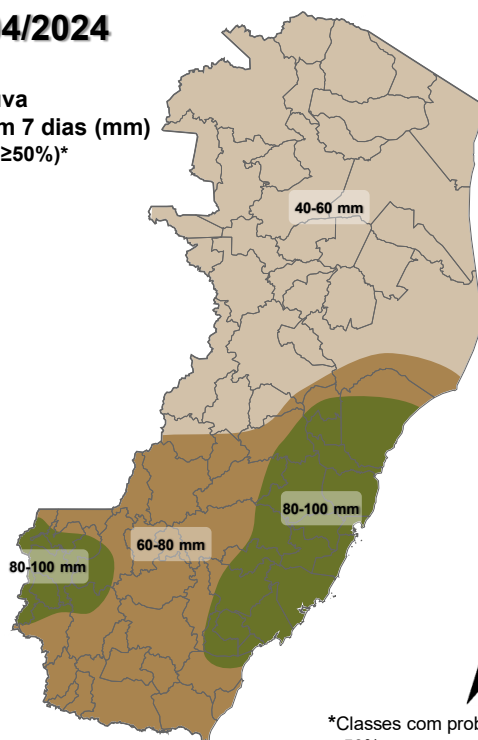 04/2024
uva
m 7 dias (mm)
≥50%)*
40-60 mm
80-100 mm
60-80 mm
80-100 mm
*Classes com prob